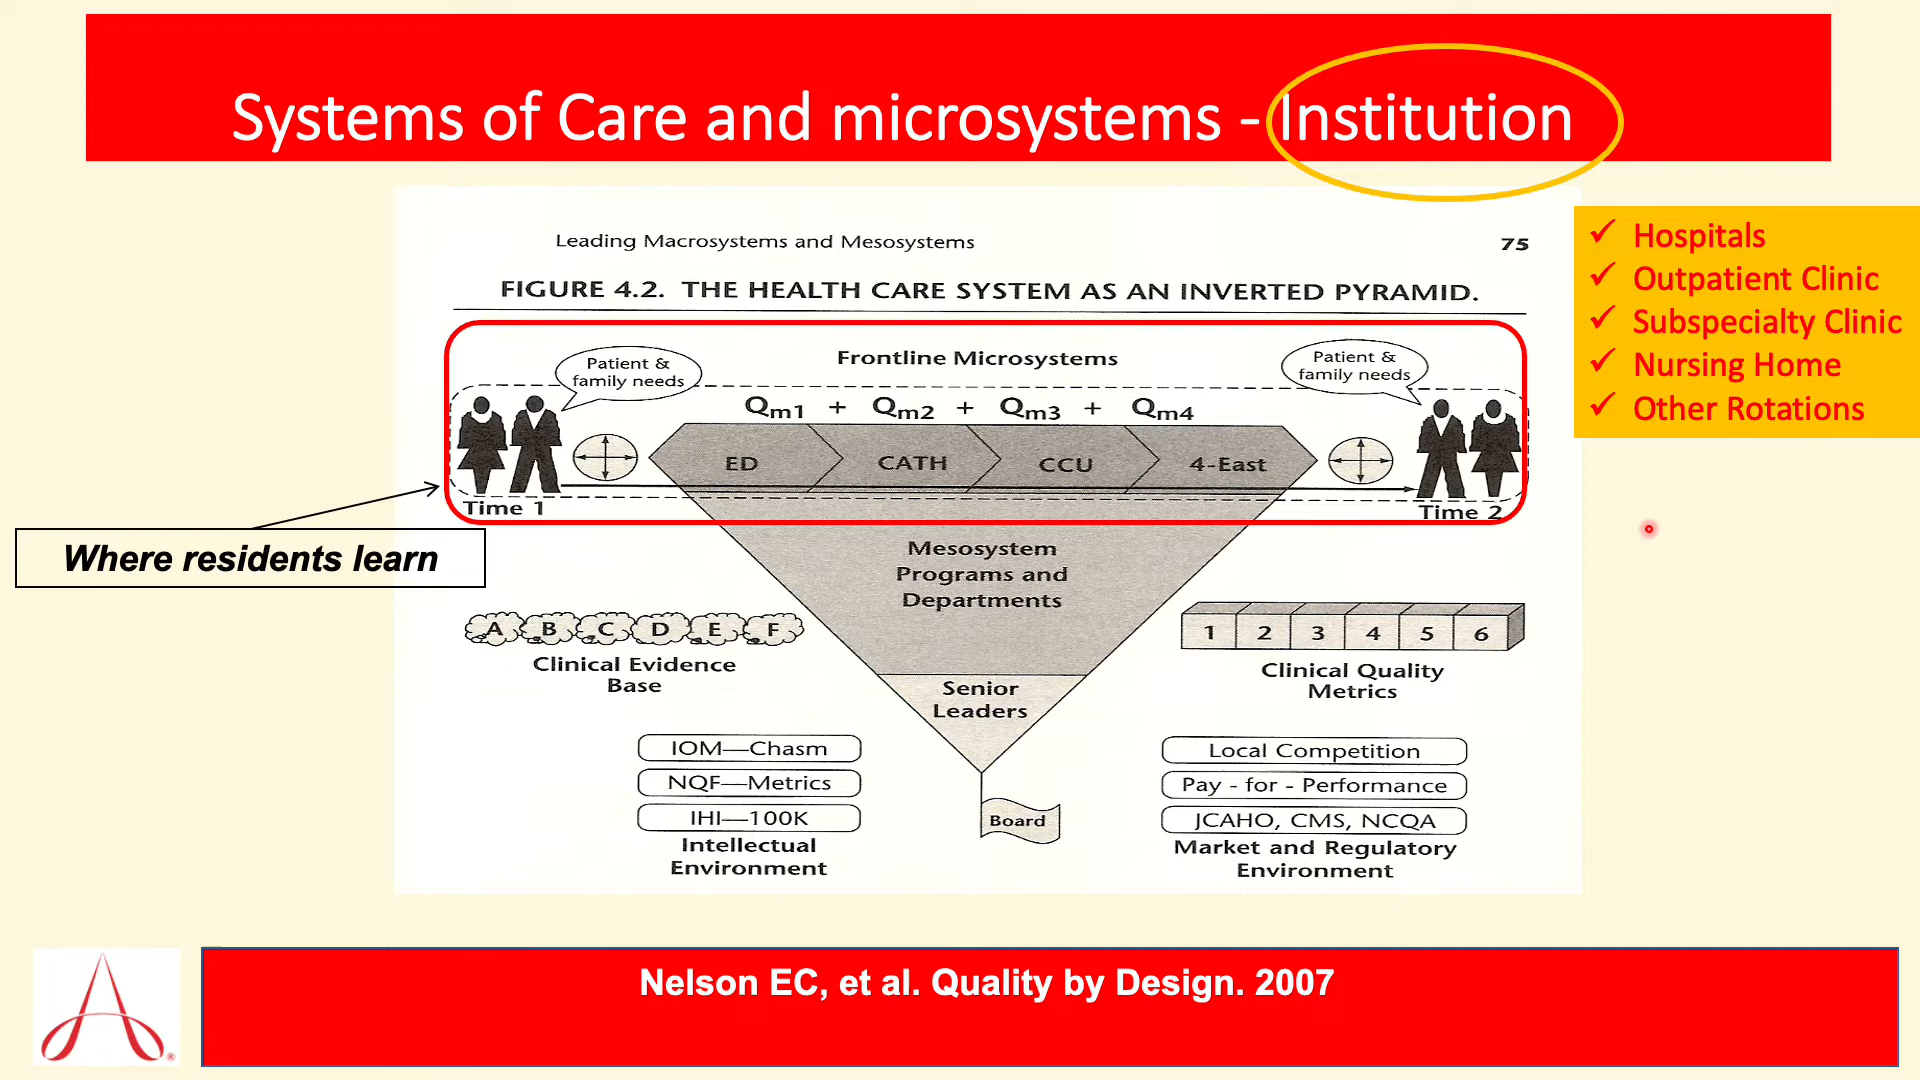 Systems of Care and microsystems - Institution
Hospitals
Outpatient Clinic
Subspecialty Clinic
Nursing Home
Other Rotations
Leading Macrosystems and Mesosystems 75
FIGURE 4.2. THE HEALTH CARE SYSTEM AS AN INVERTED PYRAMID.
Frontline Microsystems
Patient &
family needs
Patient &
family needs
Qm1 + Qm2 + Qm3 + Qm4
ED CATH CCU 4-East
Time 1 Time 2
Where residents learn
Mesosystem
Programs and
Departments
A B C D E F
Clinical Evidence
Base
1 2 3 4 5 6
Clinical Quality
Metrics
Senior
Leaders
IOM—Chasm
NQF—Metrics
IHI—100K
Intellectual
Environment
Board
Local Competition
Pay - for - Performance
JCAHO, CMS, NCQA
Market and Regulatory
Environment
Nelson EC, et al. Quality by Design. 2007
®